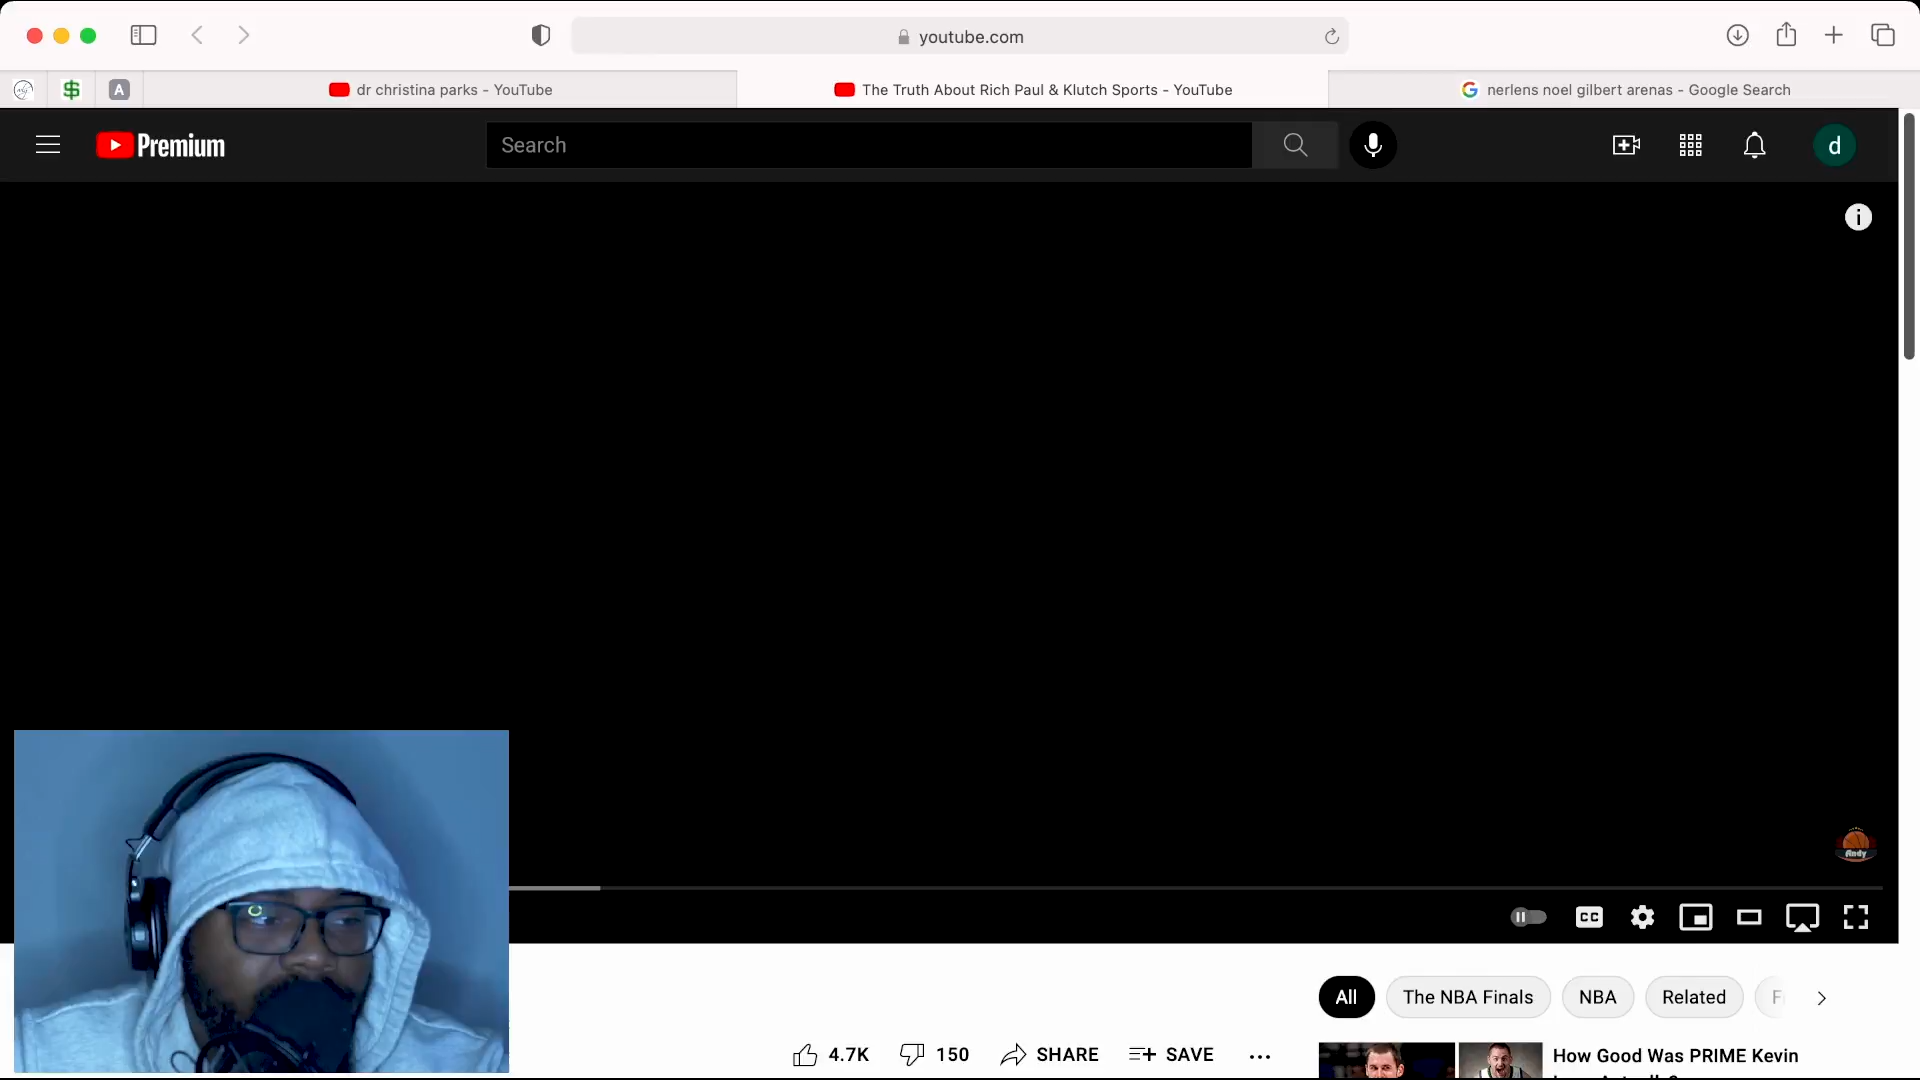 youtube.com
A
dr christina parks - YouTube
The Truth About Rich Paul & Klutch Sports - YouTube
nerlens noel gilbert arenas - Google Search
Premium
Search
d
i
Andy
CC
All
The NBA Finals
NBA
Related
4.7K
150
SHARE
SAVE
How Good Was PRIME Kevin